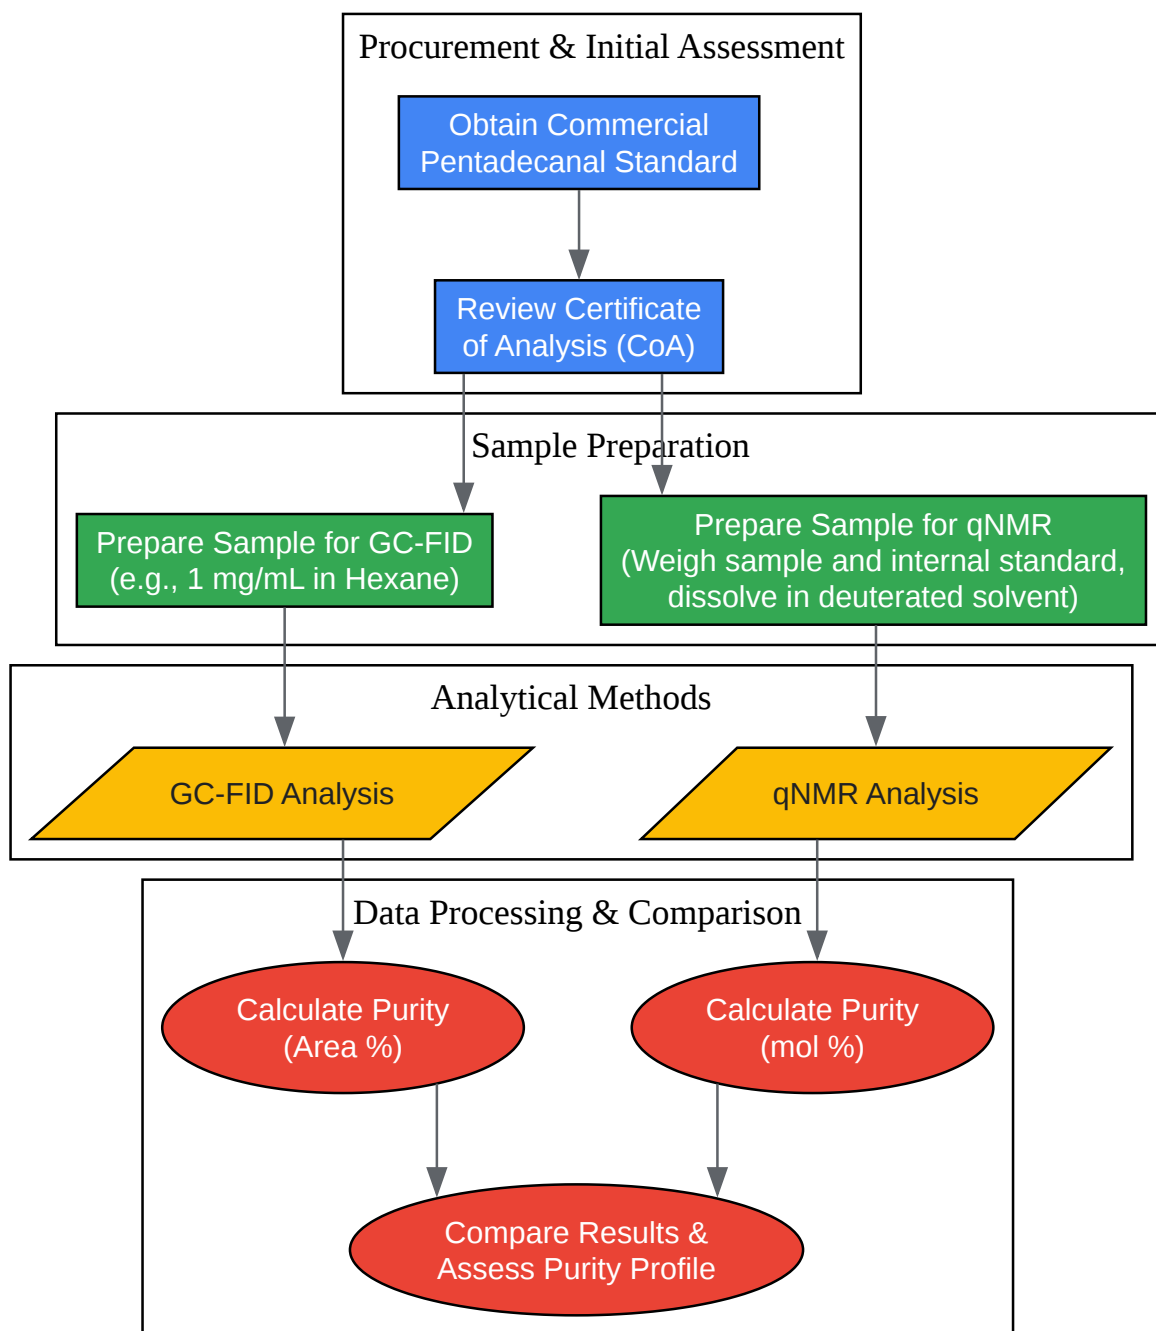 Procurement & Initial Assessment
Obtain Commercial
Pentadecanal Standard
Review Certificate
of Analysis (CoA)
Sample Preparation
Prepare Sample for GC-FID
(e.g., 1 mg/mL in Hexane)
Prepare Sample for qNMR
(Weigh sample and internal standard,
dissolve in deuterated solvent)
Analytical Methods
GC-FID Analysis
qNMR Analysis
Data Processing & Comparison
Calculate Purity
(Area %)
Calculate Purity
(mol %)
Compare Results &
Assess Purity Profile